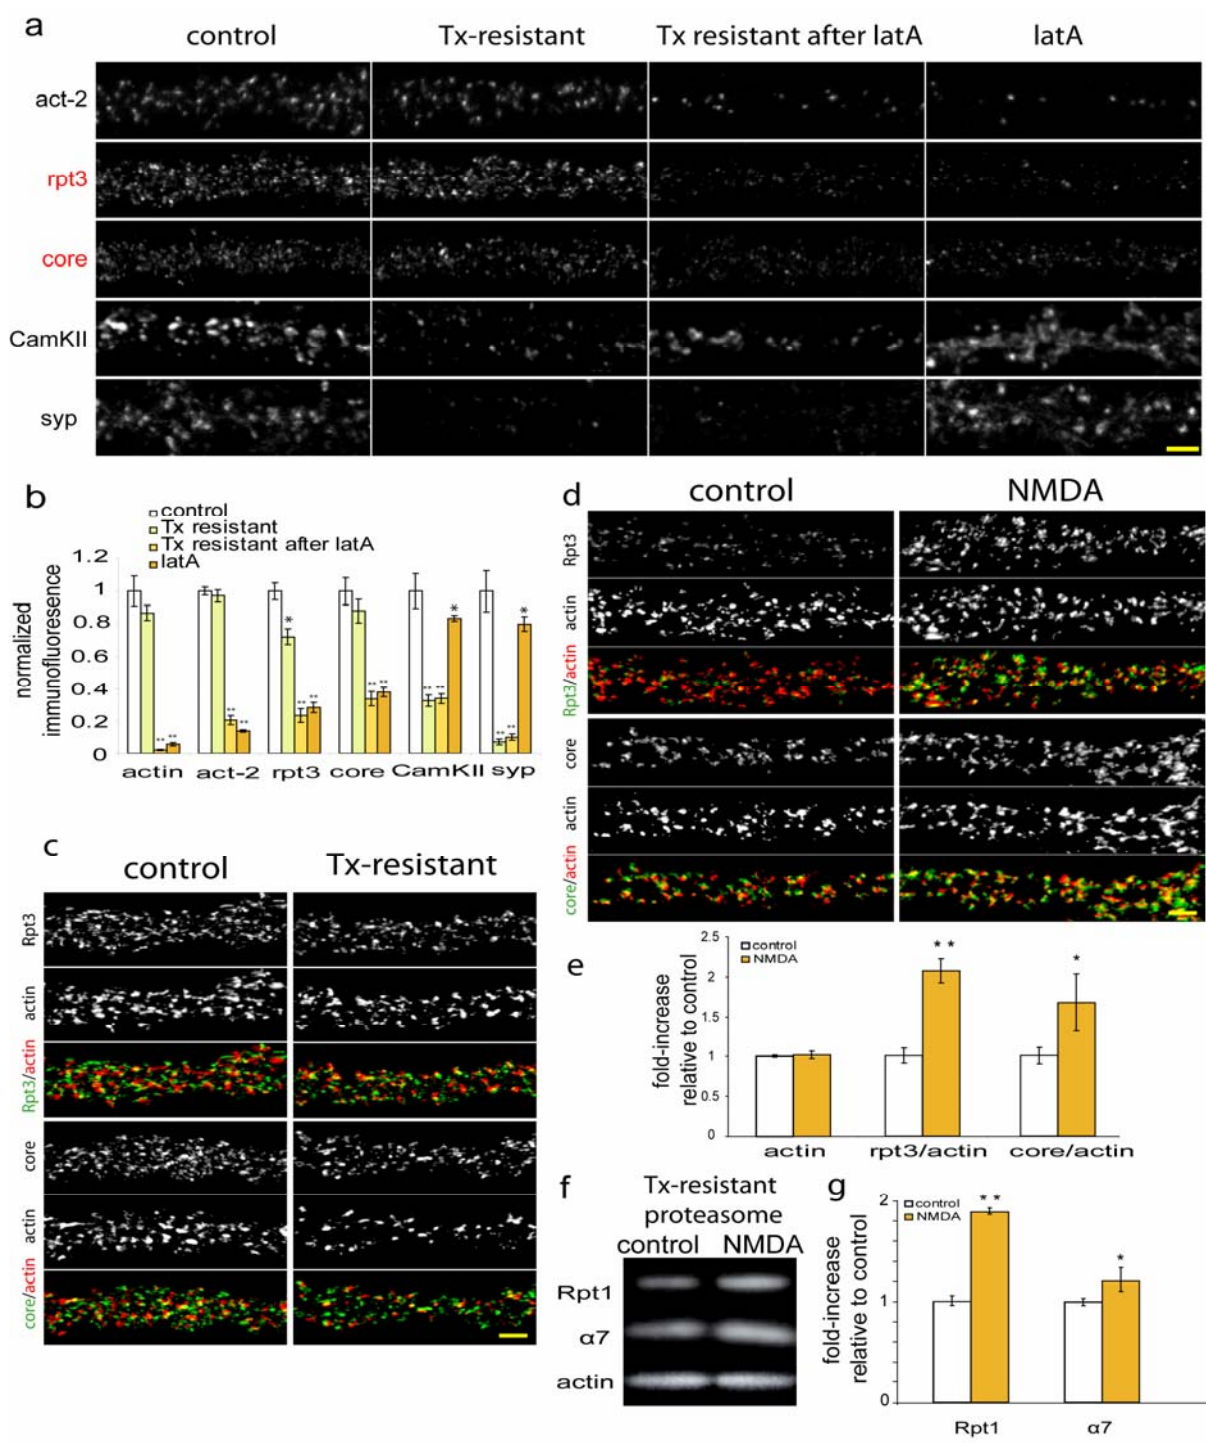 a
control
Tx-resistant
Tx resistant after latA
latA
act-2
rpt3
core
CamKII
syp
b
control
Tx resistant
Tx resistant after latA
latA
normalized
immunofluoresence
1.2
1
0.8
0.6
0.4
0.2
0
*
**
**
**
**
**
**
**
**
**
**
*
**
**
*
actin
act-2
rpt3
core
CamKII
syp
c
control
Tx-resistant
Rpt3
actin
Rpt3/actin
core
actin
core/actin
d
control
NMDA
Rpt3
actin
Rpt3/actin
core
actin
core/actin
e
fold-increase
relative to control
2.5
2
1.5
1
0.5
0
control
NMDA
**
*
actin
rpt3/actin
core/actin
f
Tx-resistant
proteasome
control
NMDA
Rpt1
α7
actin
g
fold-increase
relative to control
2
1
0
control
NMDA
**
*
Rpt1
α7